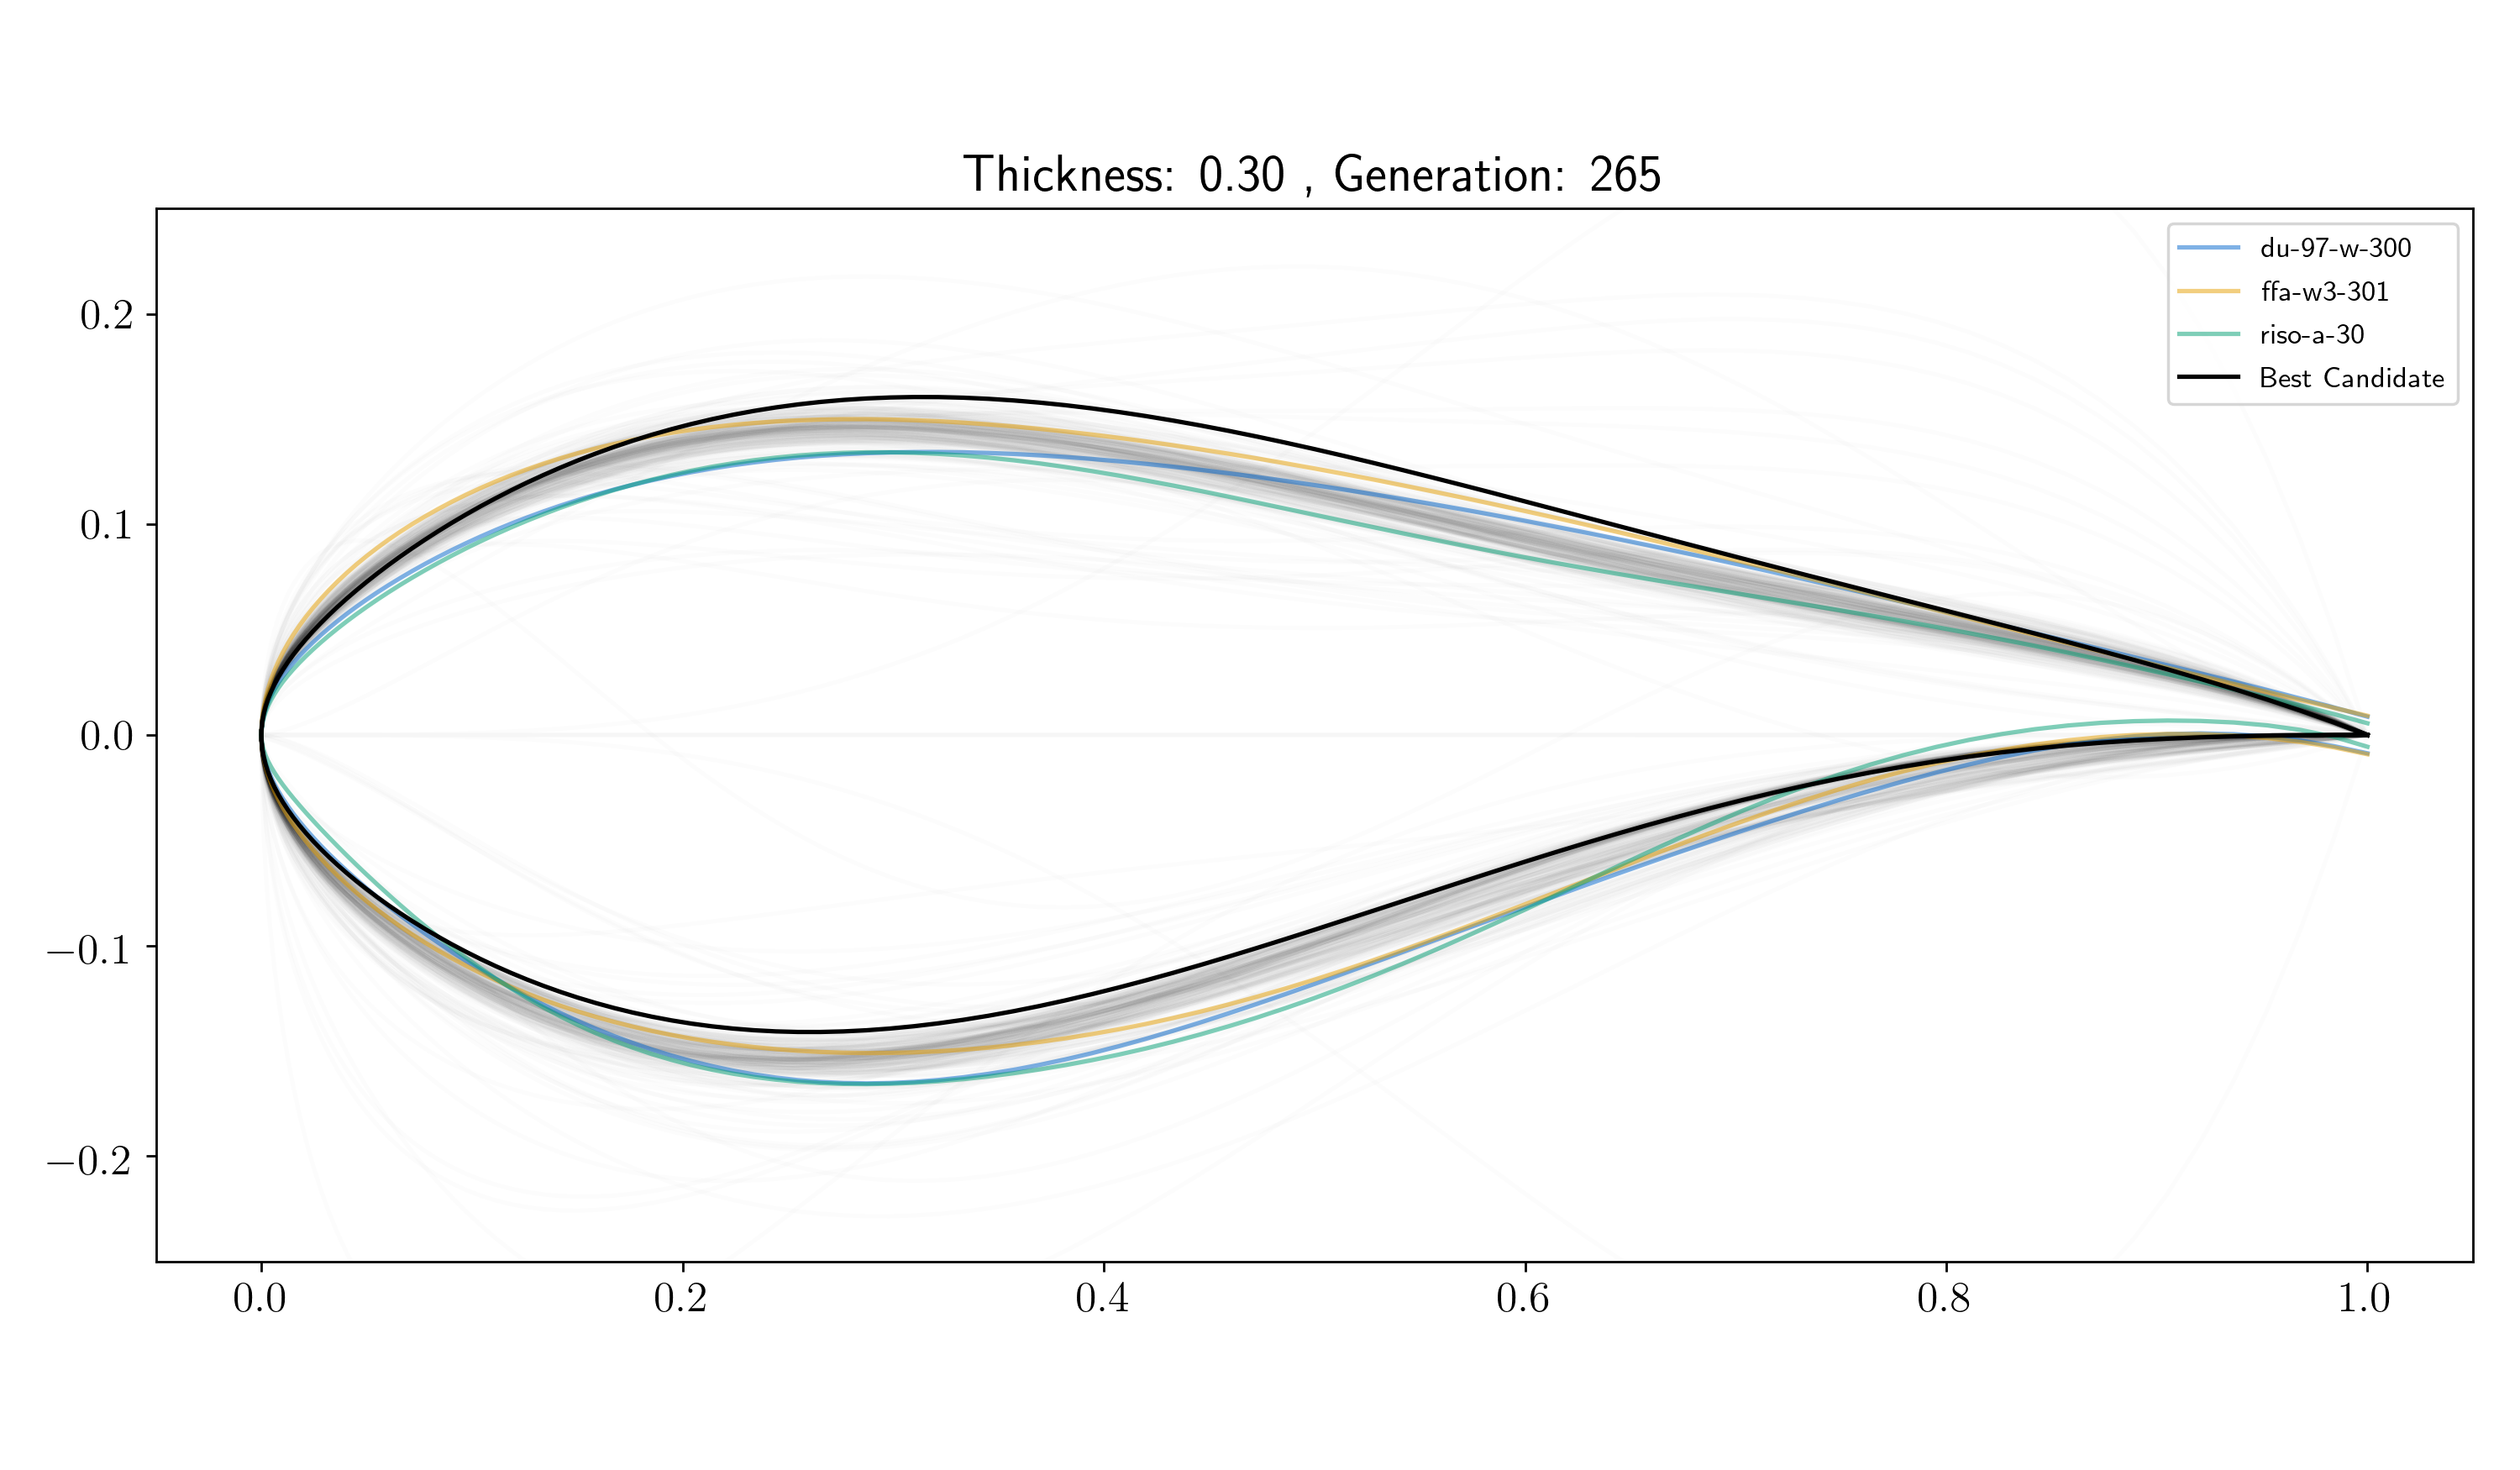 Thickness: 0.30 , Generation: 265
du-97-w-300
ffa-w3-301
riso-a-30
Best Candidate
0.2
0.1
0.0
−0.1
−0.2
0.0 0.2 0.4 0.6 0.8 1.0